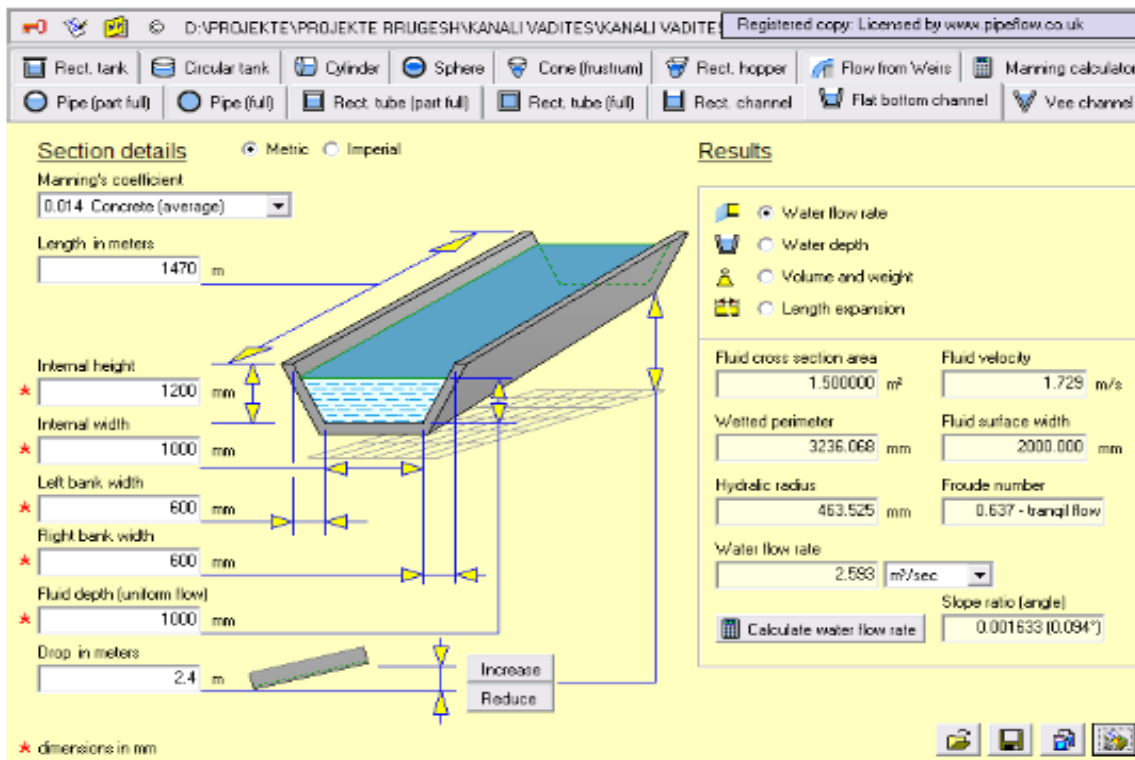 © D:\PROJEKTE\PROJEKTE RRUGESH\KANALI VADITES\KANALI VADITES
Registered copy: Licensed by www.pipeflow.co.uk
Rect. tank Circular tank Cylinder Sphere Cone (frustrum) Rect. hopper Flow from Weirs Manning calculator
Pipe (part full) Pipe (full) Rect. tube (part full) Rect. tube (full) Rect. channel Flat bottom channel Vee channel
Section details Metric Imperial
Manning's coefficient
0.014 Concrete (average)
Length in meters
1470 m
Internal height
* 1200 mm
Internal width
* 1000 mm
Left bank width
* 600 mm
Right bank width
* 600 mm
Fluid depth (uniform flow)
* 1000 mm
Drop in meters
2.4 m
Increase
Reduce
* dimensions in mm
Results
Water flow rate
Water depth
Volume and weight
Length expansion
Fluid cross section area Fluid velocity
1.500000 m² 1.729 m/s
Wetted perimeter Fluid surface width
3236.068 mm 2000.000 mm
Hydralic radius Froude number
463.525 mm 0.637 - tranqil flow
Water flow rate
2.593 m³/sec
Slope ratio (angle)
Calculate water flow rate 0.001633 (0.094°)